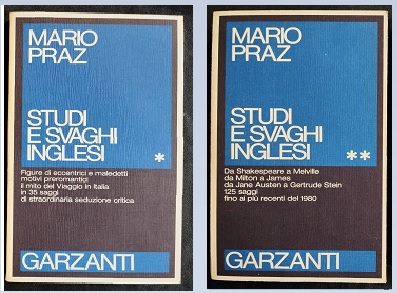 MARIO
PRAZ
STUDI
E SVAGHI
INGLESI *
Figure di eccentrici e malledetti
motivi preromantici
il mito del Viaggio in Italia
in 35 saggi
di straordinaria seduzione critica
GARZANTI
MARIO
PRAZ
STUDI
E SVAGHI
INGLESI **
Da Shakespeare a Melville
da Milton a James
da Jane Austen a Gertrude Stein
125 saggi
fino ai più recenti del 1980
GARZANTI